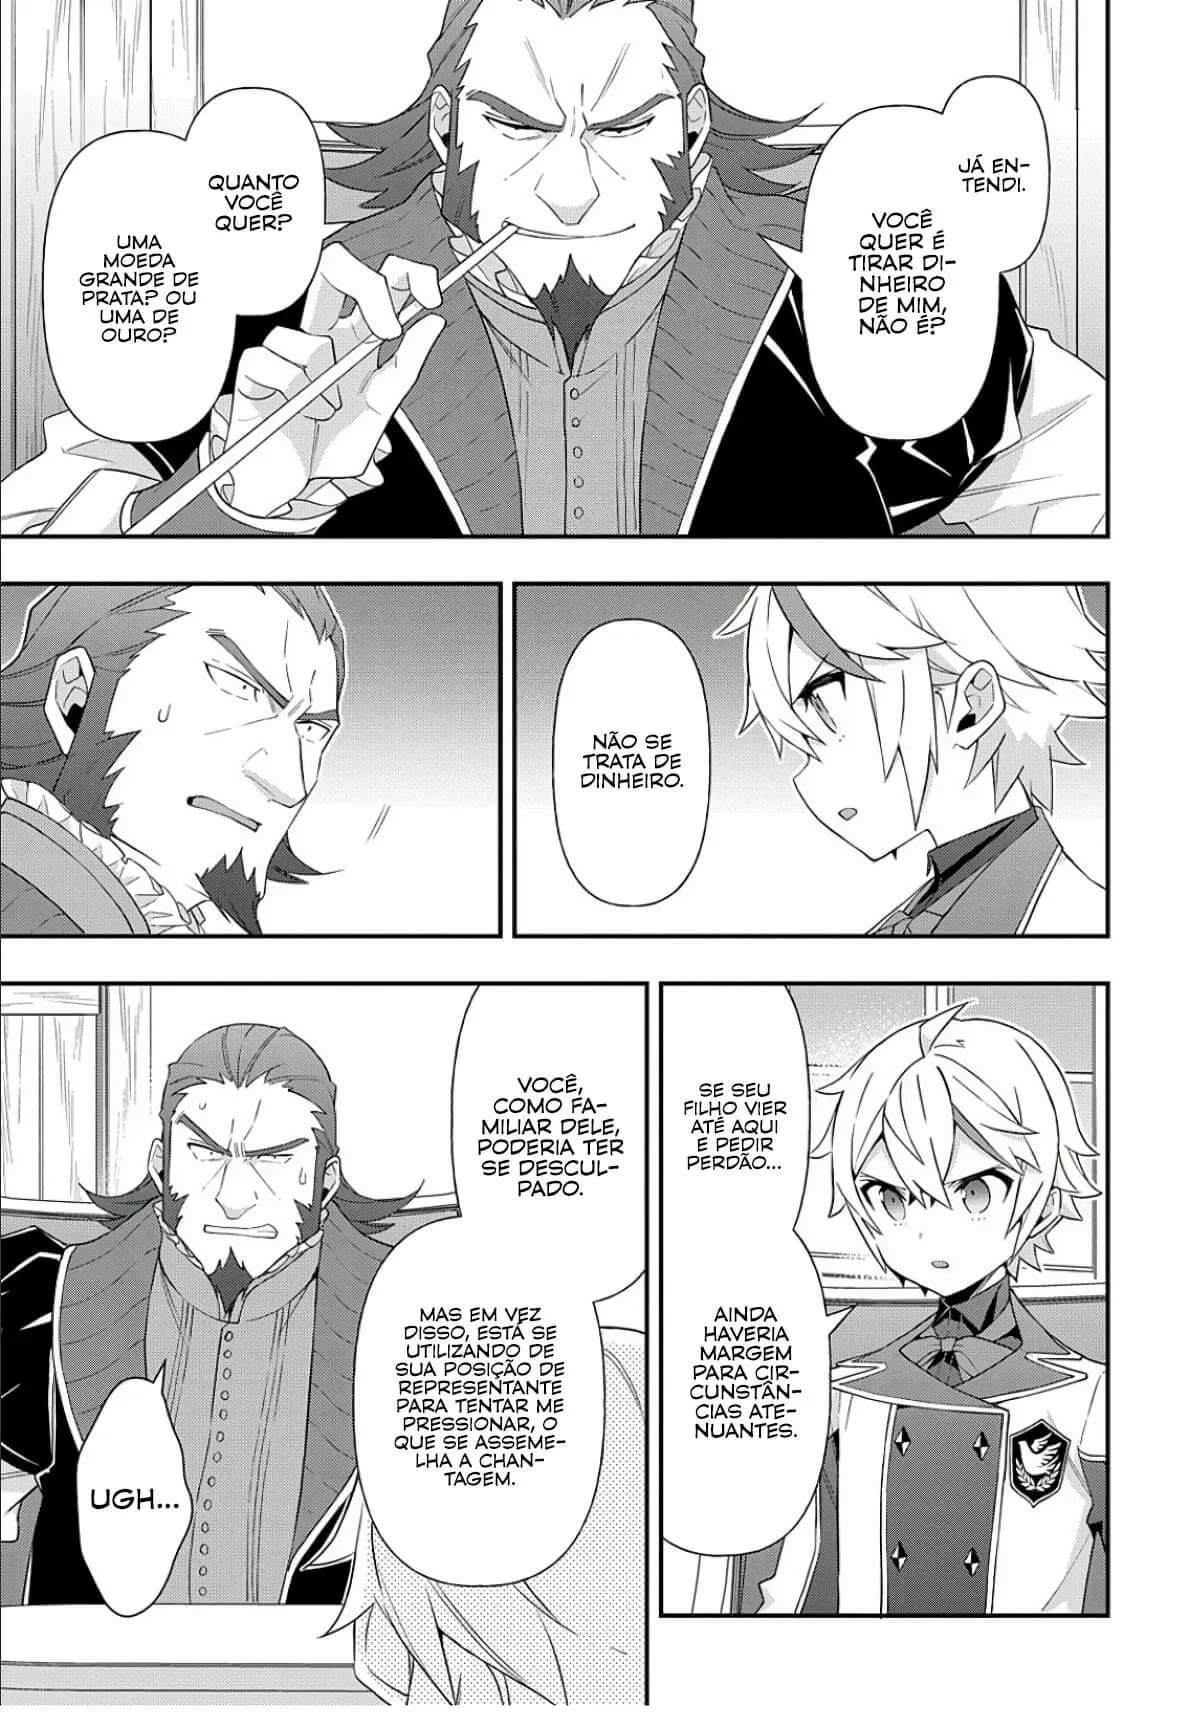 JÁ EN-
TENDI.
VOCÊ
QUER É
TIRAR DI-
NHEIRO
DE MIM,
NÃO É?
QUANTO
VOCÊ
QUER?
UMA
MOEDA
GRANDE DE
PRATA? OU
UMA DE
OURO?
NÃO SE
TRATA DE
DINHEIRO.
SE SEU
FILHO VIER
ATÉ AQUI
E PEDIR
PERDÃO...
AINDA
HAVERIA
MARGEM
PARA CIR-
CUNSTÂN-
CIAS ATE-
NUANTES.
VOCÊ,
COMO FA-
MILIAR DELE,
PODERIA TER
SE DESCUL-
PADO.
MAS EM VEZ
DISSO, ESTÁ SE
UTILIZANDO DE
SUA POSIÇÃO DE
REPRESENTANTE
PARA TENTAR ME
PRESSIONAR, O
QUE SE ASSEME-
LHA A CHAN-
TAGEM.
UGH...